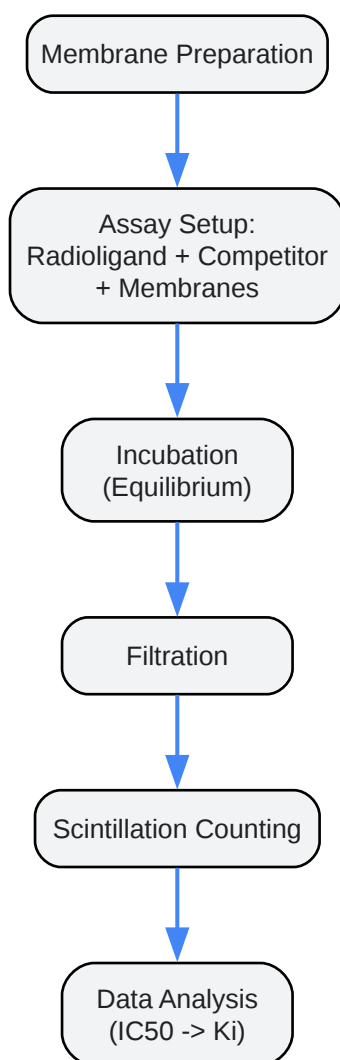 Membrane Preparation
Assay Setup:
Radioligand + Competitor
+ Membranes
Incubation
(Equilibrium)
Filtration
Scintillation Counting
Data Analysis
(IC50 -> Ki)